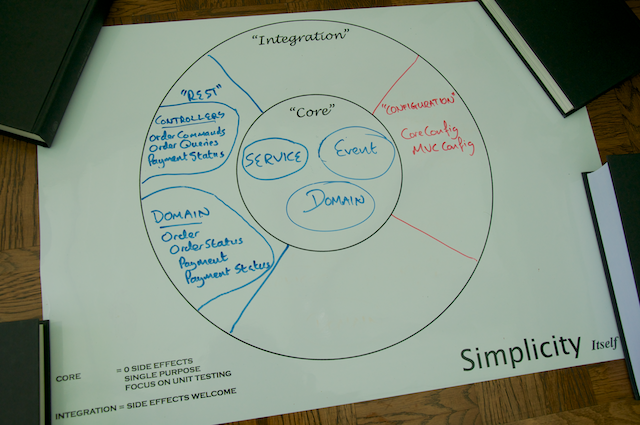 "Integration"
"REST"
CONTROLLERS
Order Commands
Order Queries
Payment Status
DOMAIN
Order
Order Status
Payment
Payment Status
"Core"
SERVICE
Event
DOMAIN
"CONFIGURATION"
Core Config
MVC Config
CORE = 0 SIDE EFFECTS
SINGLE PURPOSE
FOCUS ON UNIT TESTING
INTEGRATION = SIDE EFFECTS WELCOME
Simplicity Itself